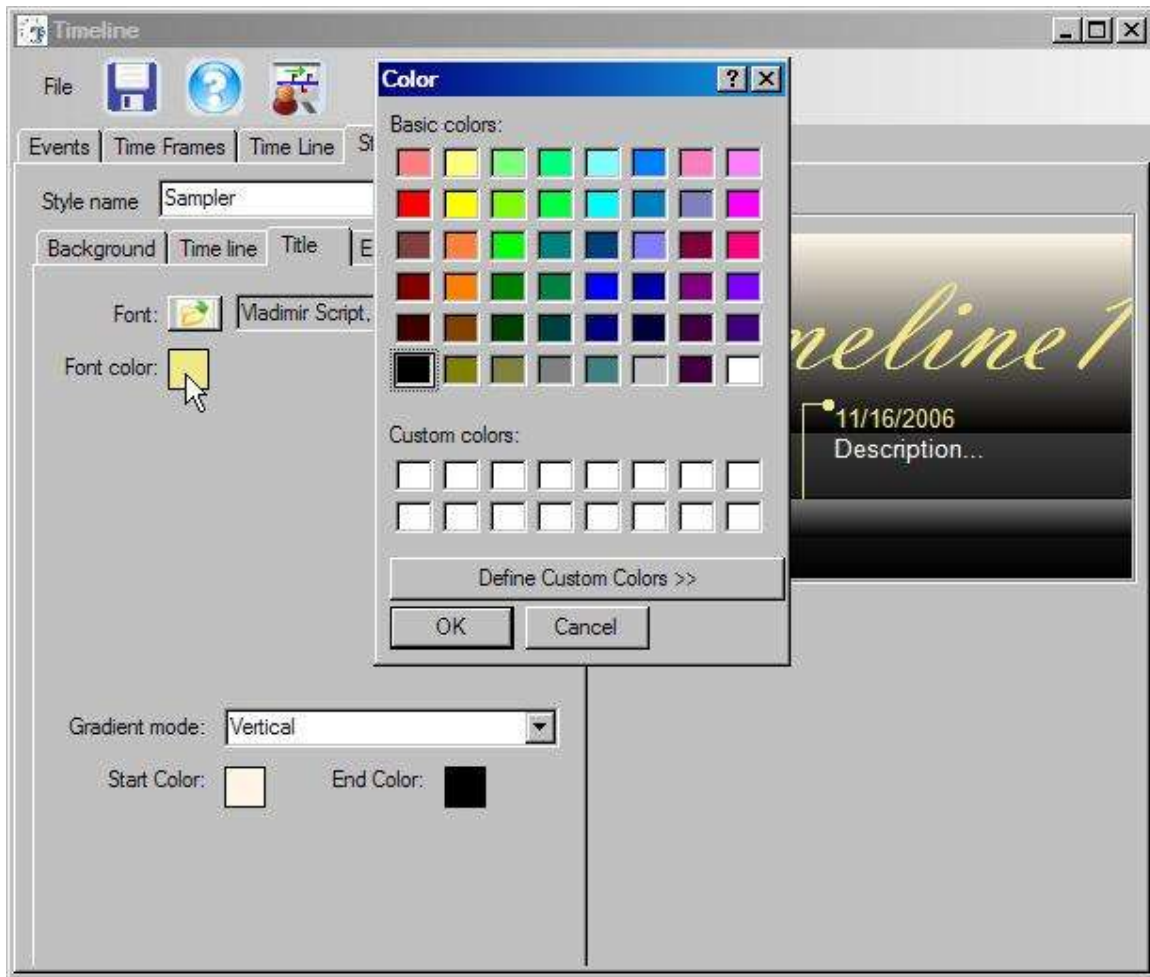 Timeline
File
Color
Basic colors:
Events Time Frames Time Line
Style name Sampler
Background Time line Title
Font: Vladimir Script,
Font color:
meline1
11/16/2006
Description...
Custom colors:
Define Custom Colors >>
OK Cancel
Gradient mode: Vertical
Start Color: End Color: